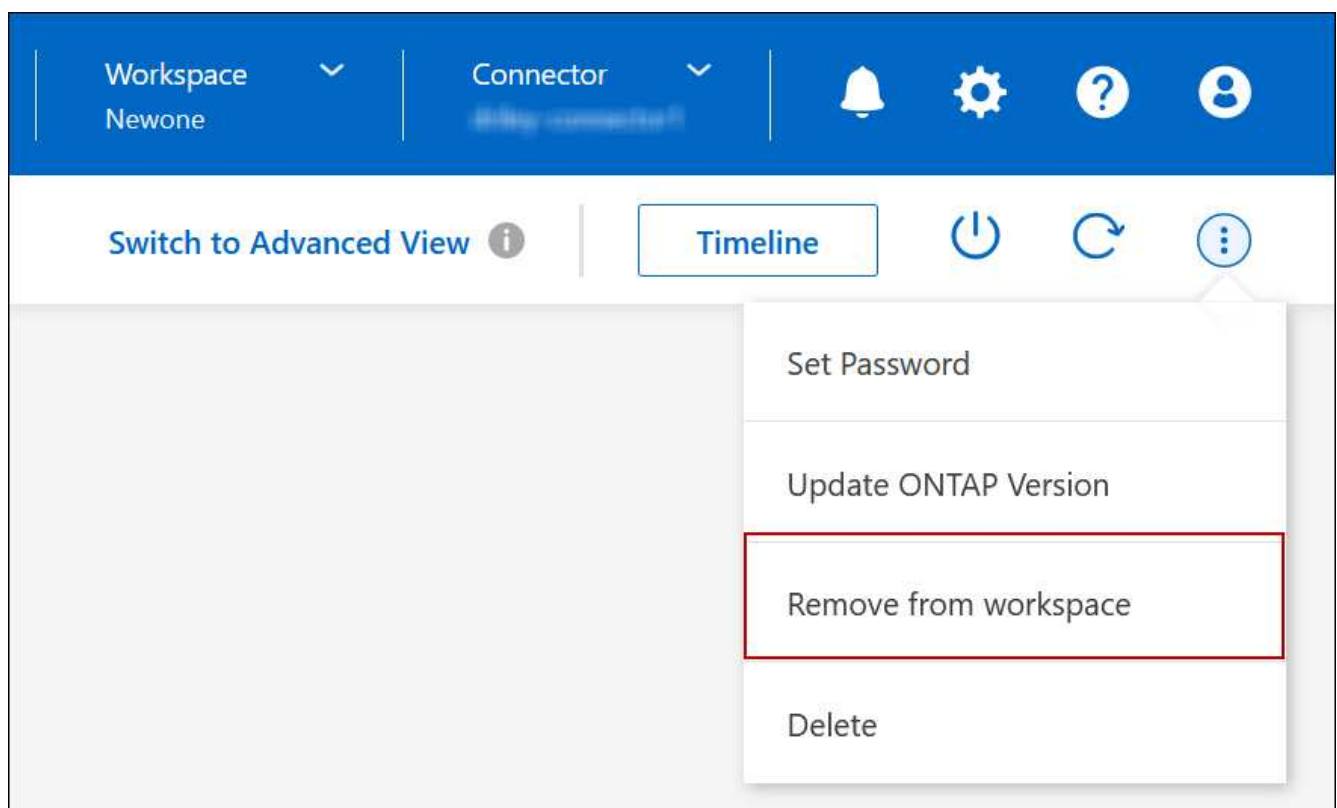 Workspace
Connector
Newone
Switch to Advanced View
Timeline
Set Password
Update ONTAP Version
Remove from workspace
Delete